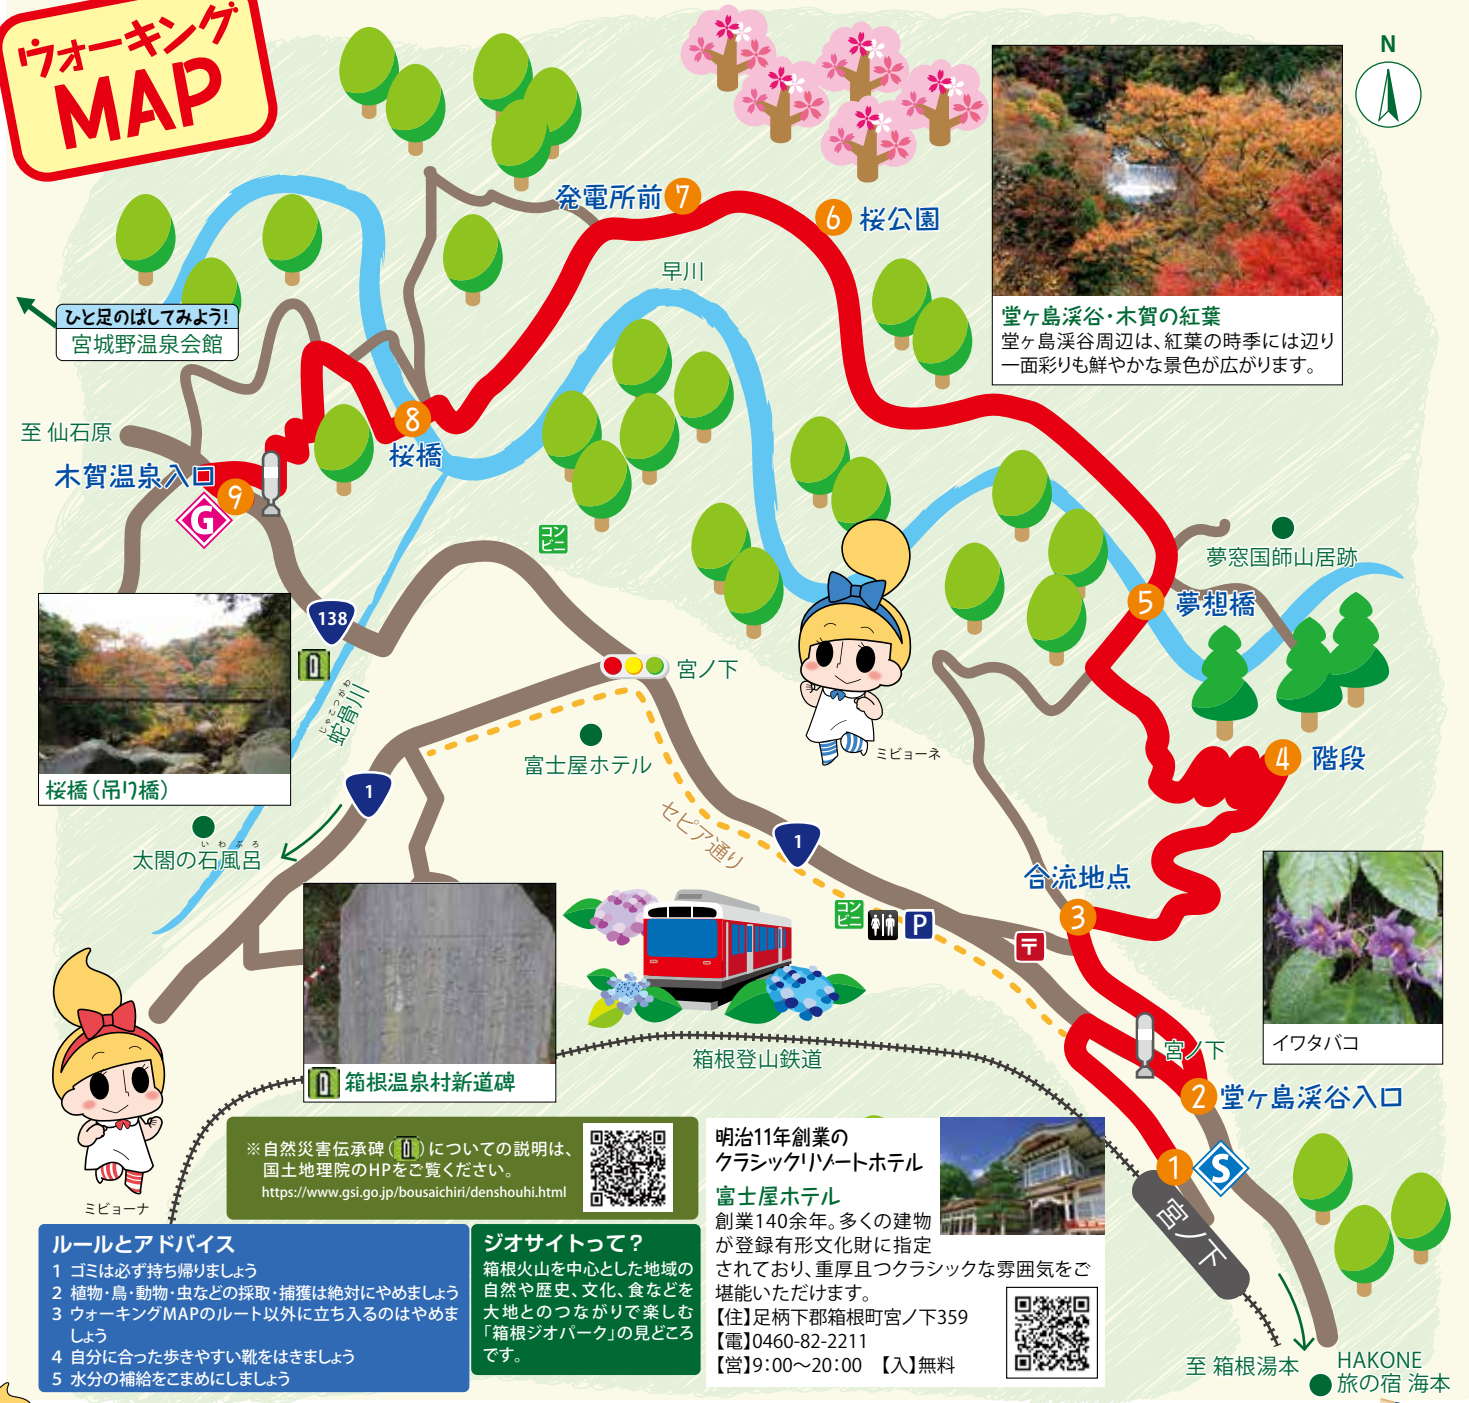 ウォーキング
MAP
N
発電所前
7
6
桜公園
早川
堂ヶ島渓谷・木賀の紅葉
堂ヶ島渓谷周辺は、紅葉の時季には辺り
一面彩りも鮮やかな景色が広がります。
ひと足のばしてみよう!
宮城野温泉会館
至 仙石原
8
桜橋
木賀温泉入口
9
G
コン
ビニ
夢窓国師山居跡
5
夢想橋
138
宮ノ下
じゃこつがわ
蛇骨川
富士屋ホテル
ミビョーネ
4
階段
桜橋(吊り橋)
1
セピア通り
1
いわぶろ
太閤の石風呂
合流地点
3
コン
ビニ
P
〒
イワタバコ
宮ノ下
箱根登山鉄道
箱根温泉村新道碑
2
堂ヶ島渓谷入口
1
S
宮ノ下
ミビョーナ
※自然災害伝承碑( )についての説明は、
国土地理院のHPをご覧ください。
https://www.gsi.go.jp/bousaichiri/denshouhi.html
明治11年創業の
クラシックリゾートホテル
富士屋ホテル
創業140余年。多くの建物
が登録有形文化財に指定
されており、重厚且つクラシックな雰囲気をご
堪能いただけます。
【住】足柄下郡箱根町宮ノ下359
【電】0460-82-2211
【営】9:00〜20:00 【入】無料
ルールとアドバイス
1 ゴミは必ず持ち帰りましょう
2 植物・鳥・動物・虫などの採取・捕獲は絶対にやめましょう
3 ウォーキングMAPのルート以外に立ち入るのはやめま
しょう
4 自分に合った歩きやすい靴をはきましょう
5 水分の補給をこまめにしましょう
ジオサイトって?
箱根火山を中心とした地域の
自然や歴史、文化、食などを
大地とのつながりで楽しむ
「箱根ジオパーク」の見どころ
です。
至 箱根湯本
HAKONE
旅の宿 海本